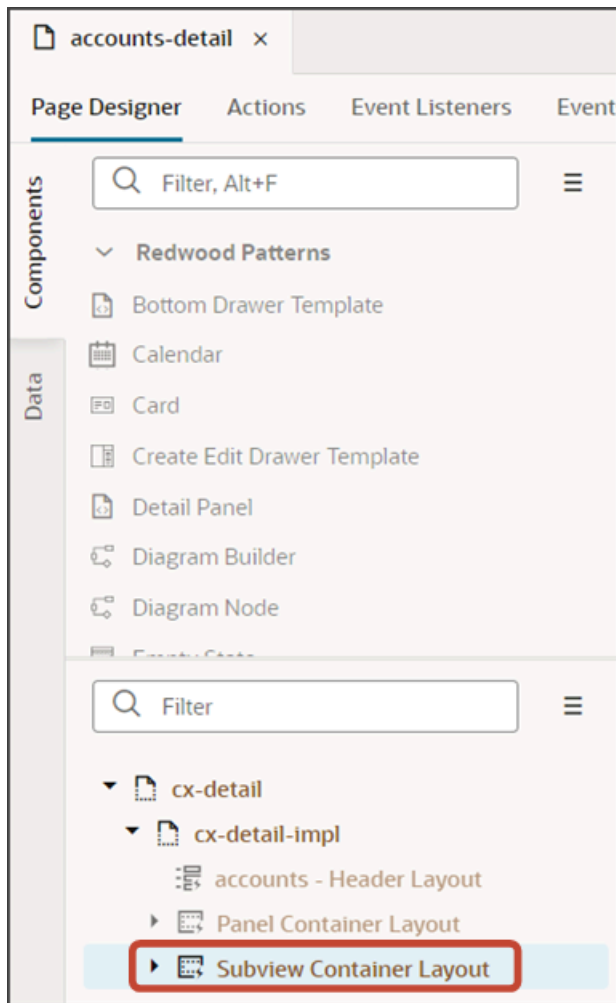 accounts-detail ×
Page Designer Actions Event Listeners Event
Components
Data
Filter, Alt+F
Redwood Patterns
Bottom Drawer Template
Calendar
Card
Create Edit Drawer Template
Detail Panel
Diagram Builder
Diagram Node
Empty State
Filter
cx-detail
cx-detail-impl
accounts - Header Layout
Panel Container Layout
Subview Container Layout